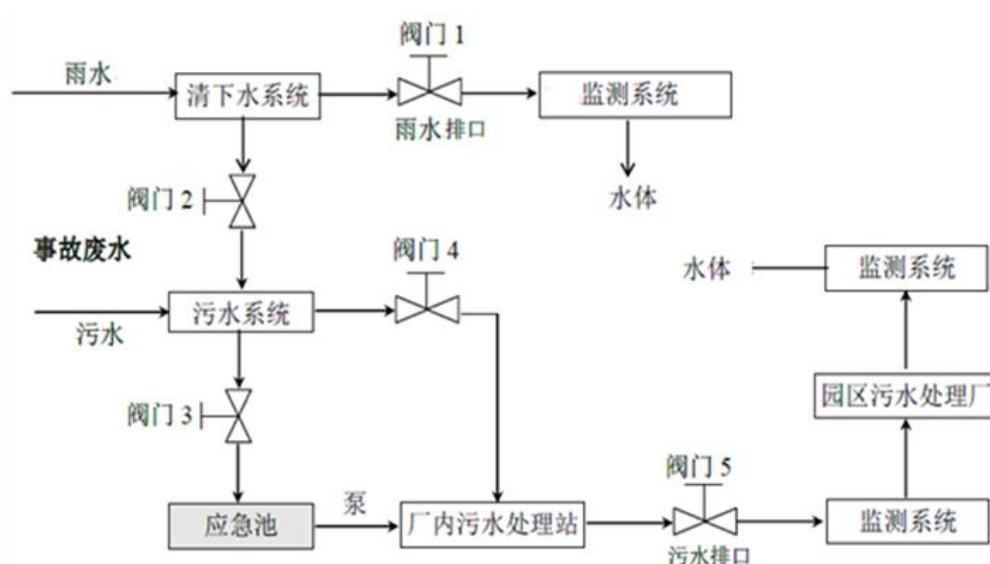 阀门 1
雨水
清下水系统
监测系统
雨水排口
阀门 2
水体
事故废水
阀门 4
水体
监测系统
污水系统
污水
园区污水处理厂
阀门 3
阀门 5
泵
应急池
厂内污水处理站
监测系统
污水排口